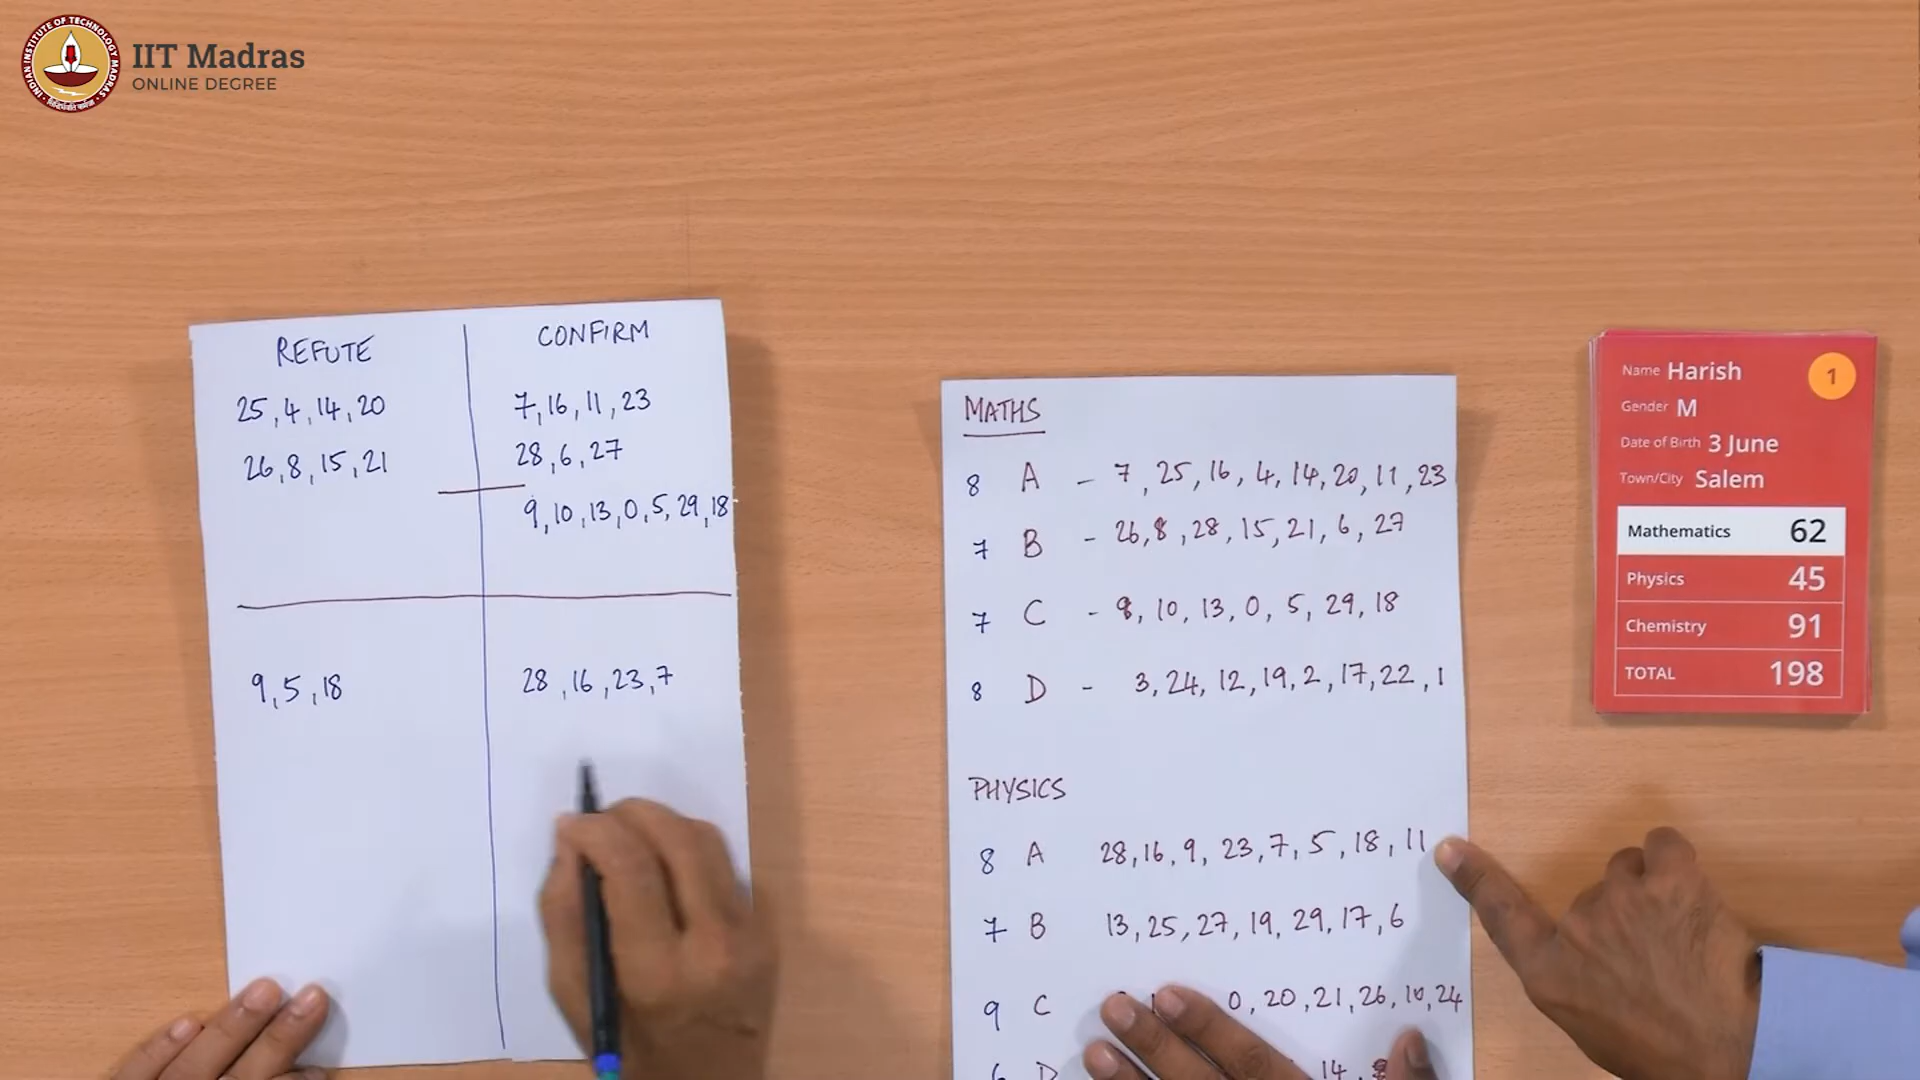 IIT Madras
ONLINE DEGREE
INDIAN INSTITUTE OF TECHNOLOGY MADRAS
REFUTE
CONFIRM
25, 4, 14, 20
7, 16, 11, 23
26, 8, 15, 21
28, 6, 27
9, 10, 13, 0, 5, 29, 18
9, 5, 18
28, 16, 23, 7
MATHS
8 A - 7, 25, 16, 4, 14, 20, 11, 23
7 B - 26, 8, 28, 15, 21, 6, 27
7 C - 9, 10, 13, 0, 5, 29, 18
8 D - 3, 24, 12, 19, 2, 17, 22, 1
PHYSICS
8 A 28, 16, 9, 23, 7, 5, 18, 11
7 B 13, 25, 27, 19, 29, 17, 6
9 C 0, 20, 21, 26, 10, 24
6 D 14,
Name Harish 1
Gender M
Date of Birth 3 June
Town/City Salem
Mathematics 62
Physics 45
Chemistry 91
TOTAL 198